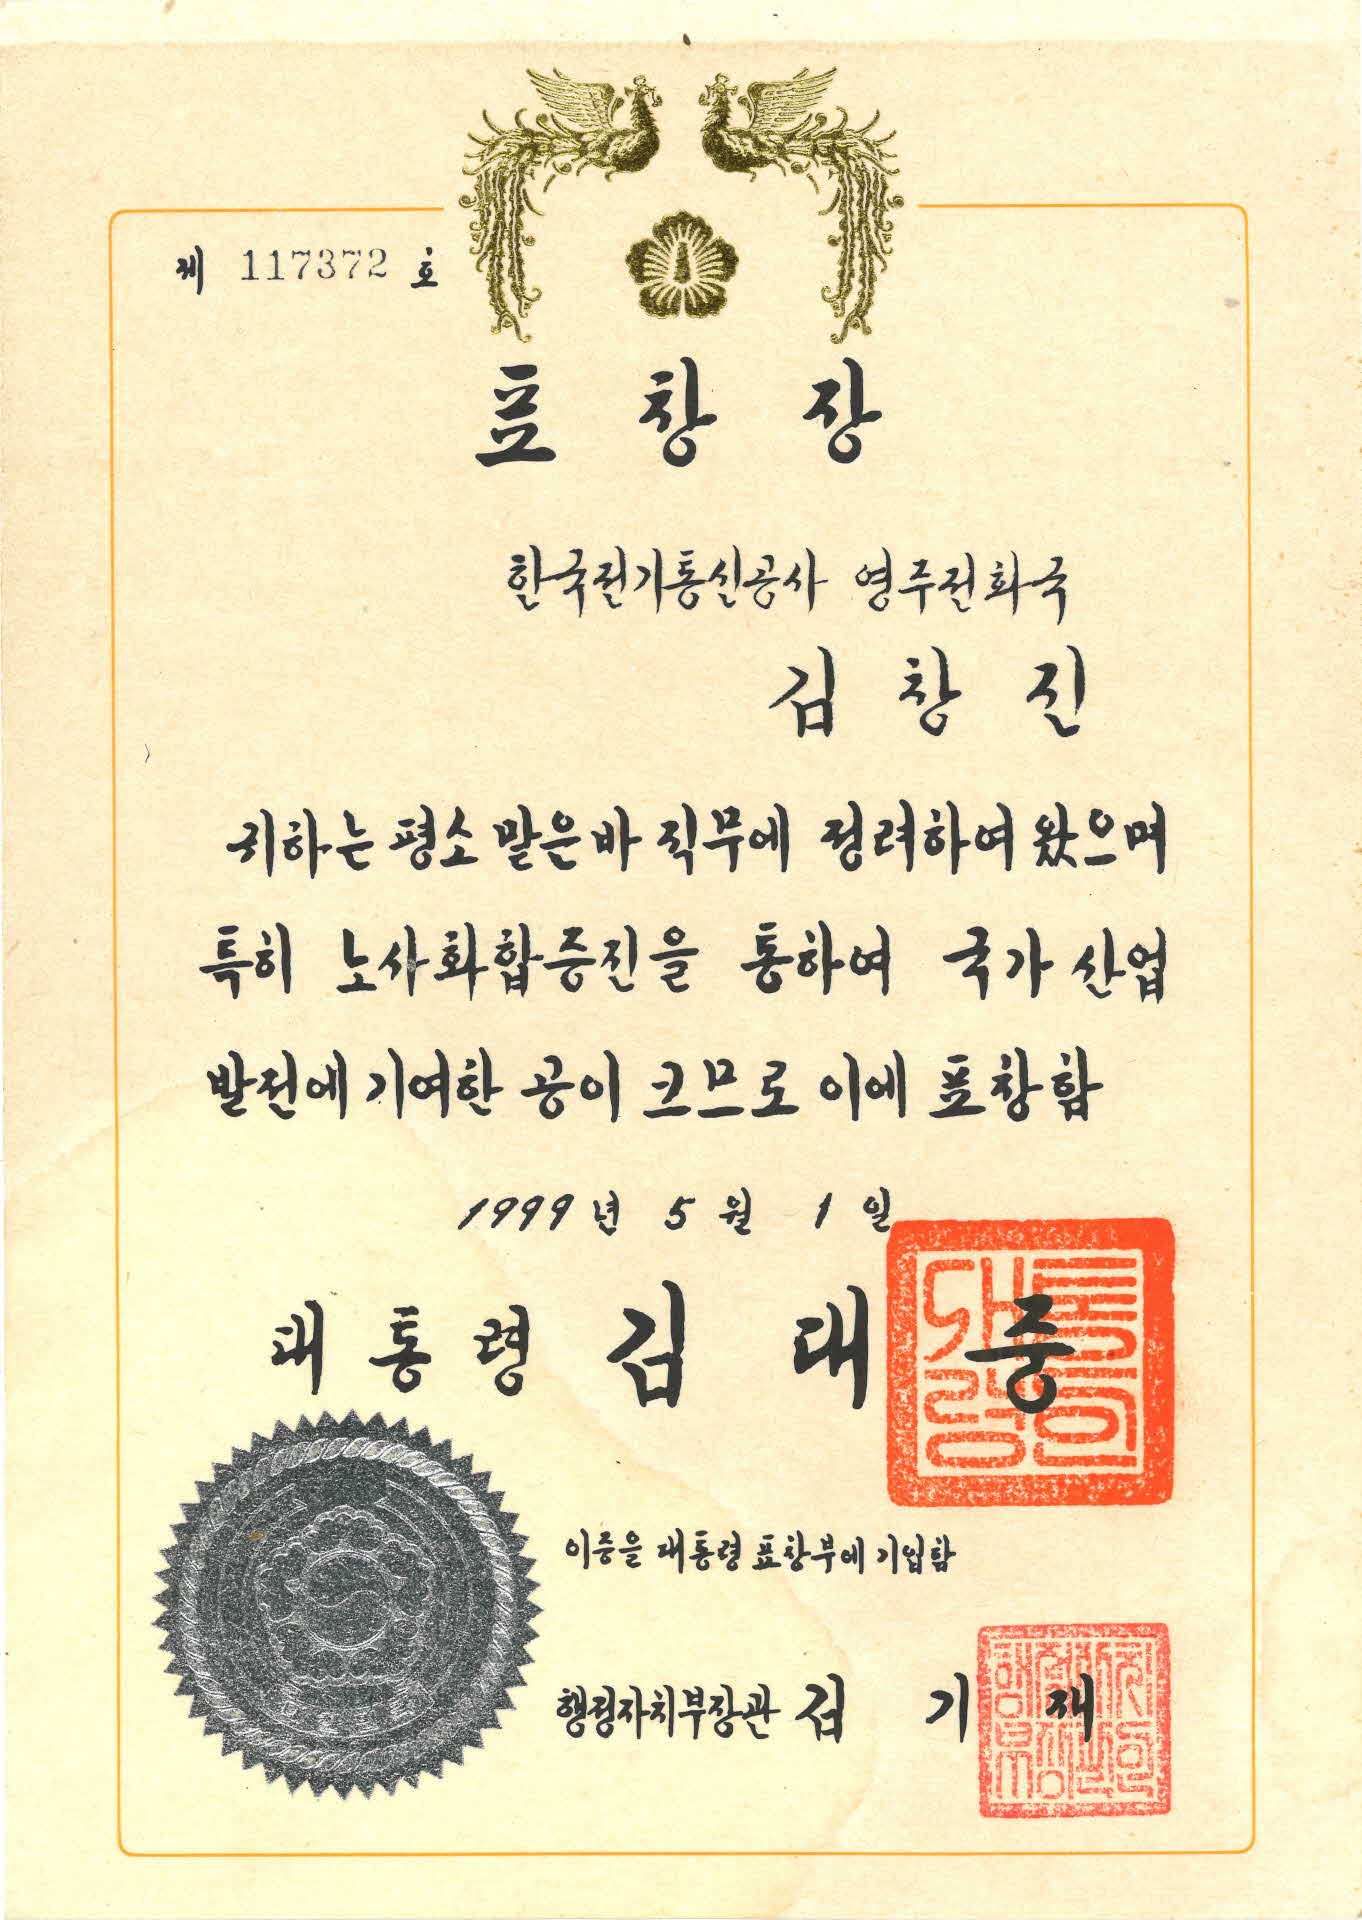 제 117372 호
표 창 장
한국전기통신공사 영주전화국
김 창 진
귀하는 평소 맡은 바 직무에 정려하여 왔으며
특히 노사화합증진을 통하여 국가 산업
발전에 기여한 공이 크므로 이에 표창함
1999 년 5 월 1 일
대 통 령 김 대 중
이증을 대통령 표창부에 기입함
행정자치부장관 김 기 재